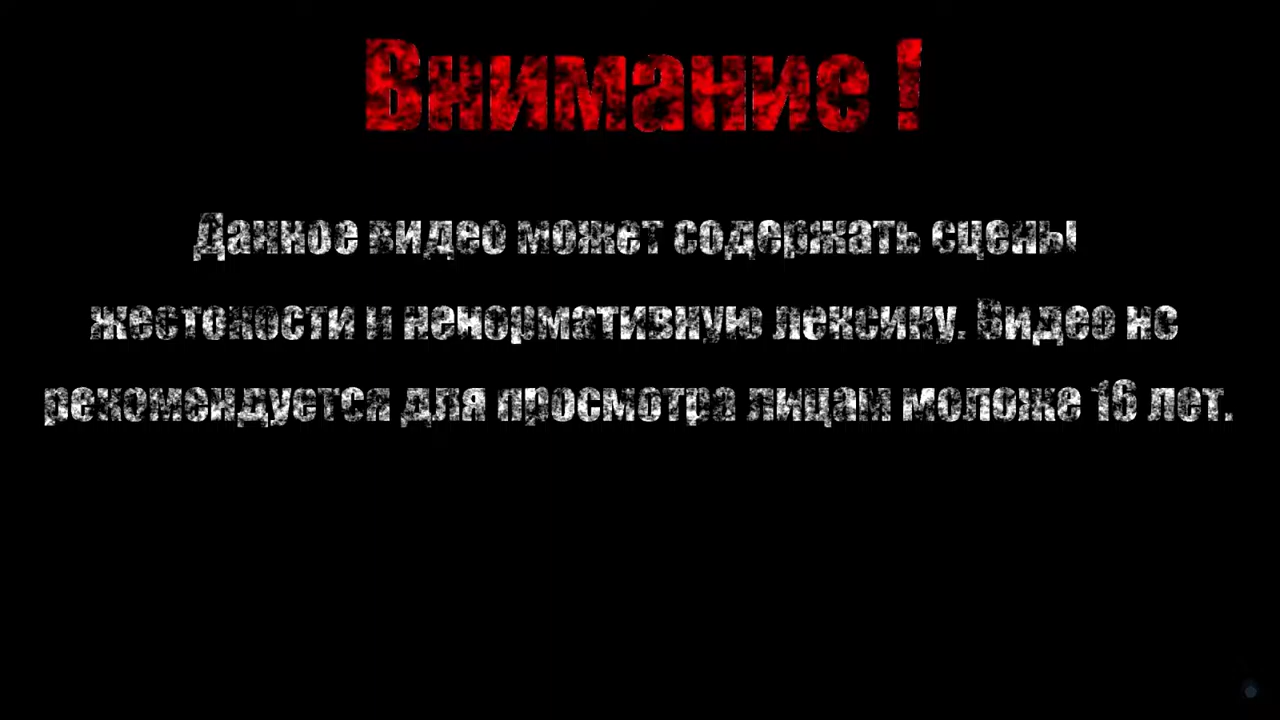 Внимание !
Данное видео может содержать сцены
жестокости и ненормативную лексику. Видео не
рекомендуется для просмотра лицам моложе 16 лет.